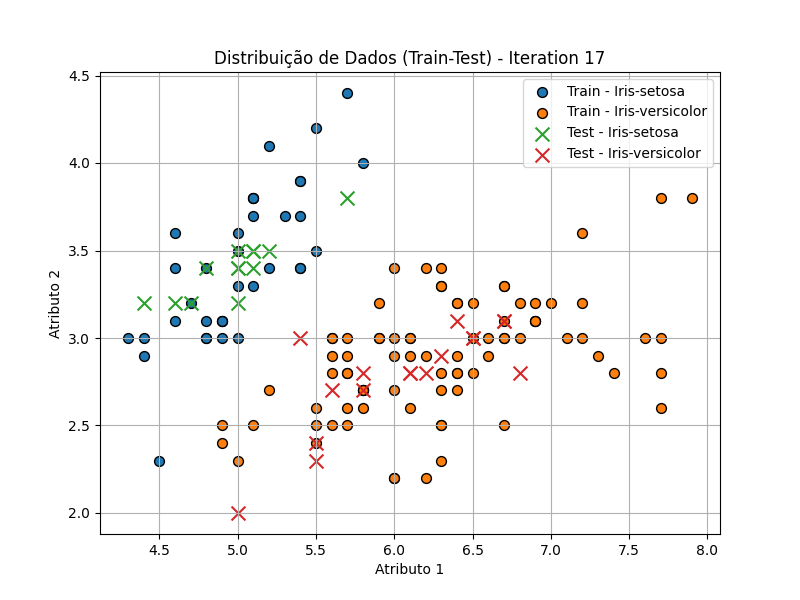 Distribuição de Dados (Train-Test) - Iteration 17
Train - Iris-setosa
Train - Iris-versicolor
Test - Iris-setosa
Test - Iris-versicolor
4.5
4.0
3.5
3.0
2.5
2.0
Atributo 2
4.5
5.0
5.5
6.0
6.5
7.0
7.5
8.0
Atributo 1